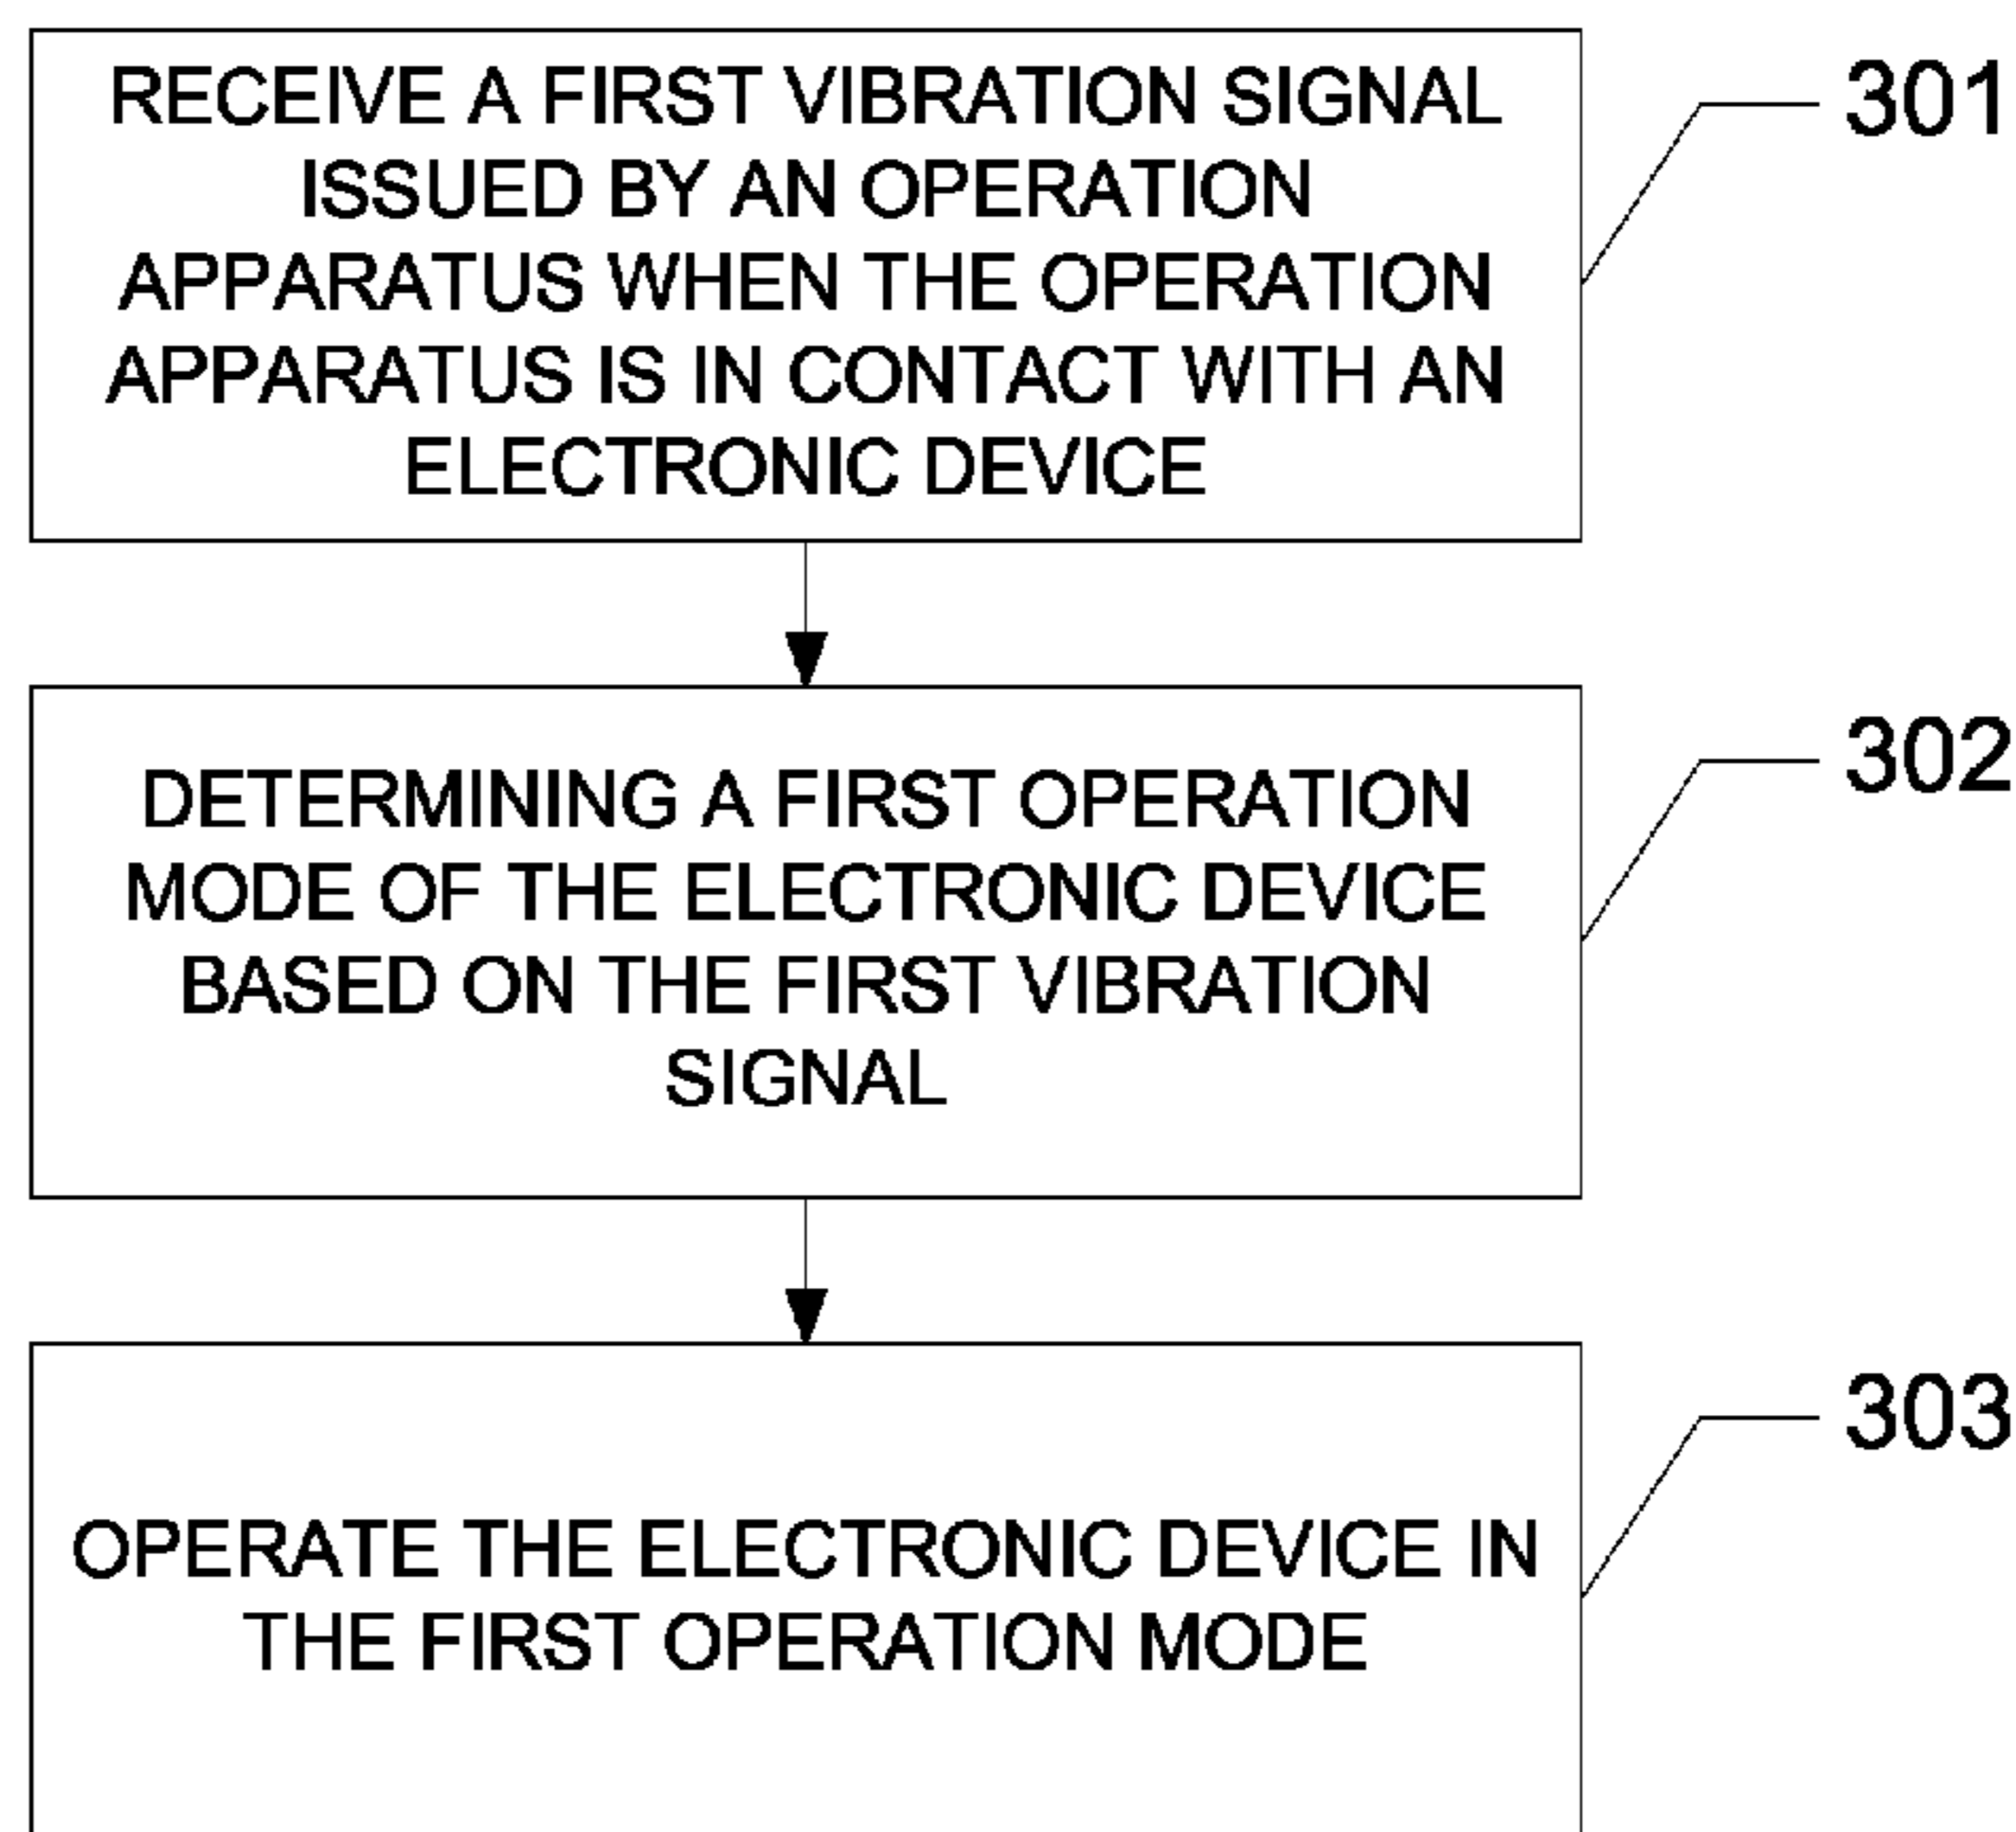 RECEIVE A FIRST VIBRATION SIGNAL
ISSUED BY AN OPERATION
APPARATUS WHEN THE OPERATION
APPARATUS IS IN CONTACT WITH AN
ELECTRONIC DEVICE
301
DETERMINING A FIRST OPERATION
MODE OF THE ELECTRONIC DEVICE
BASED ON THE FIRST VIBRATION
SIGNAL
302
OPERATE THE ELECTRONIC DEVICE IN
THE FIRST OPERATION MODE
303